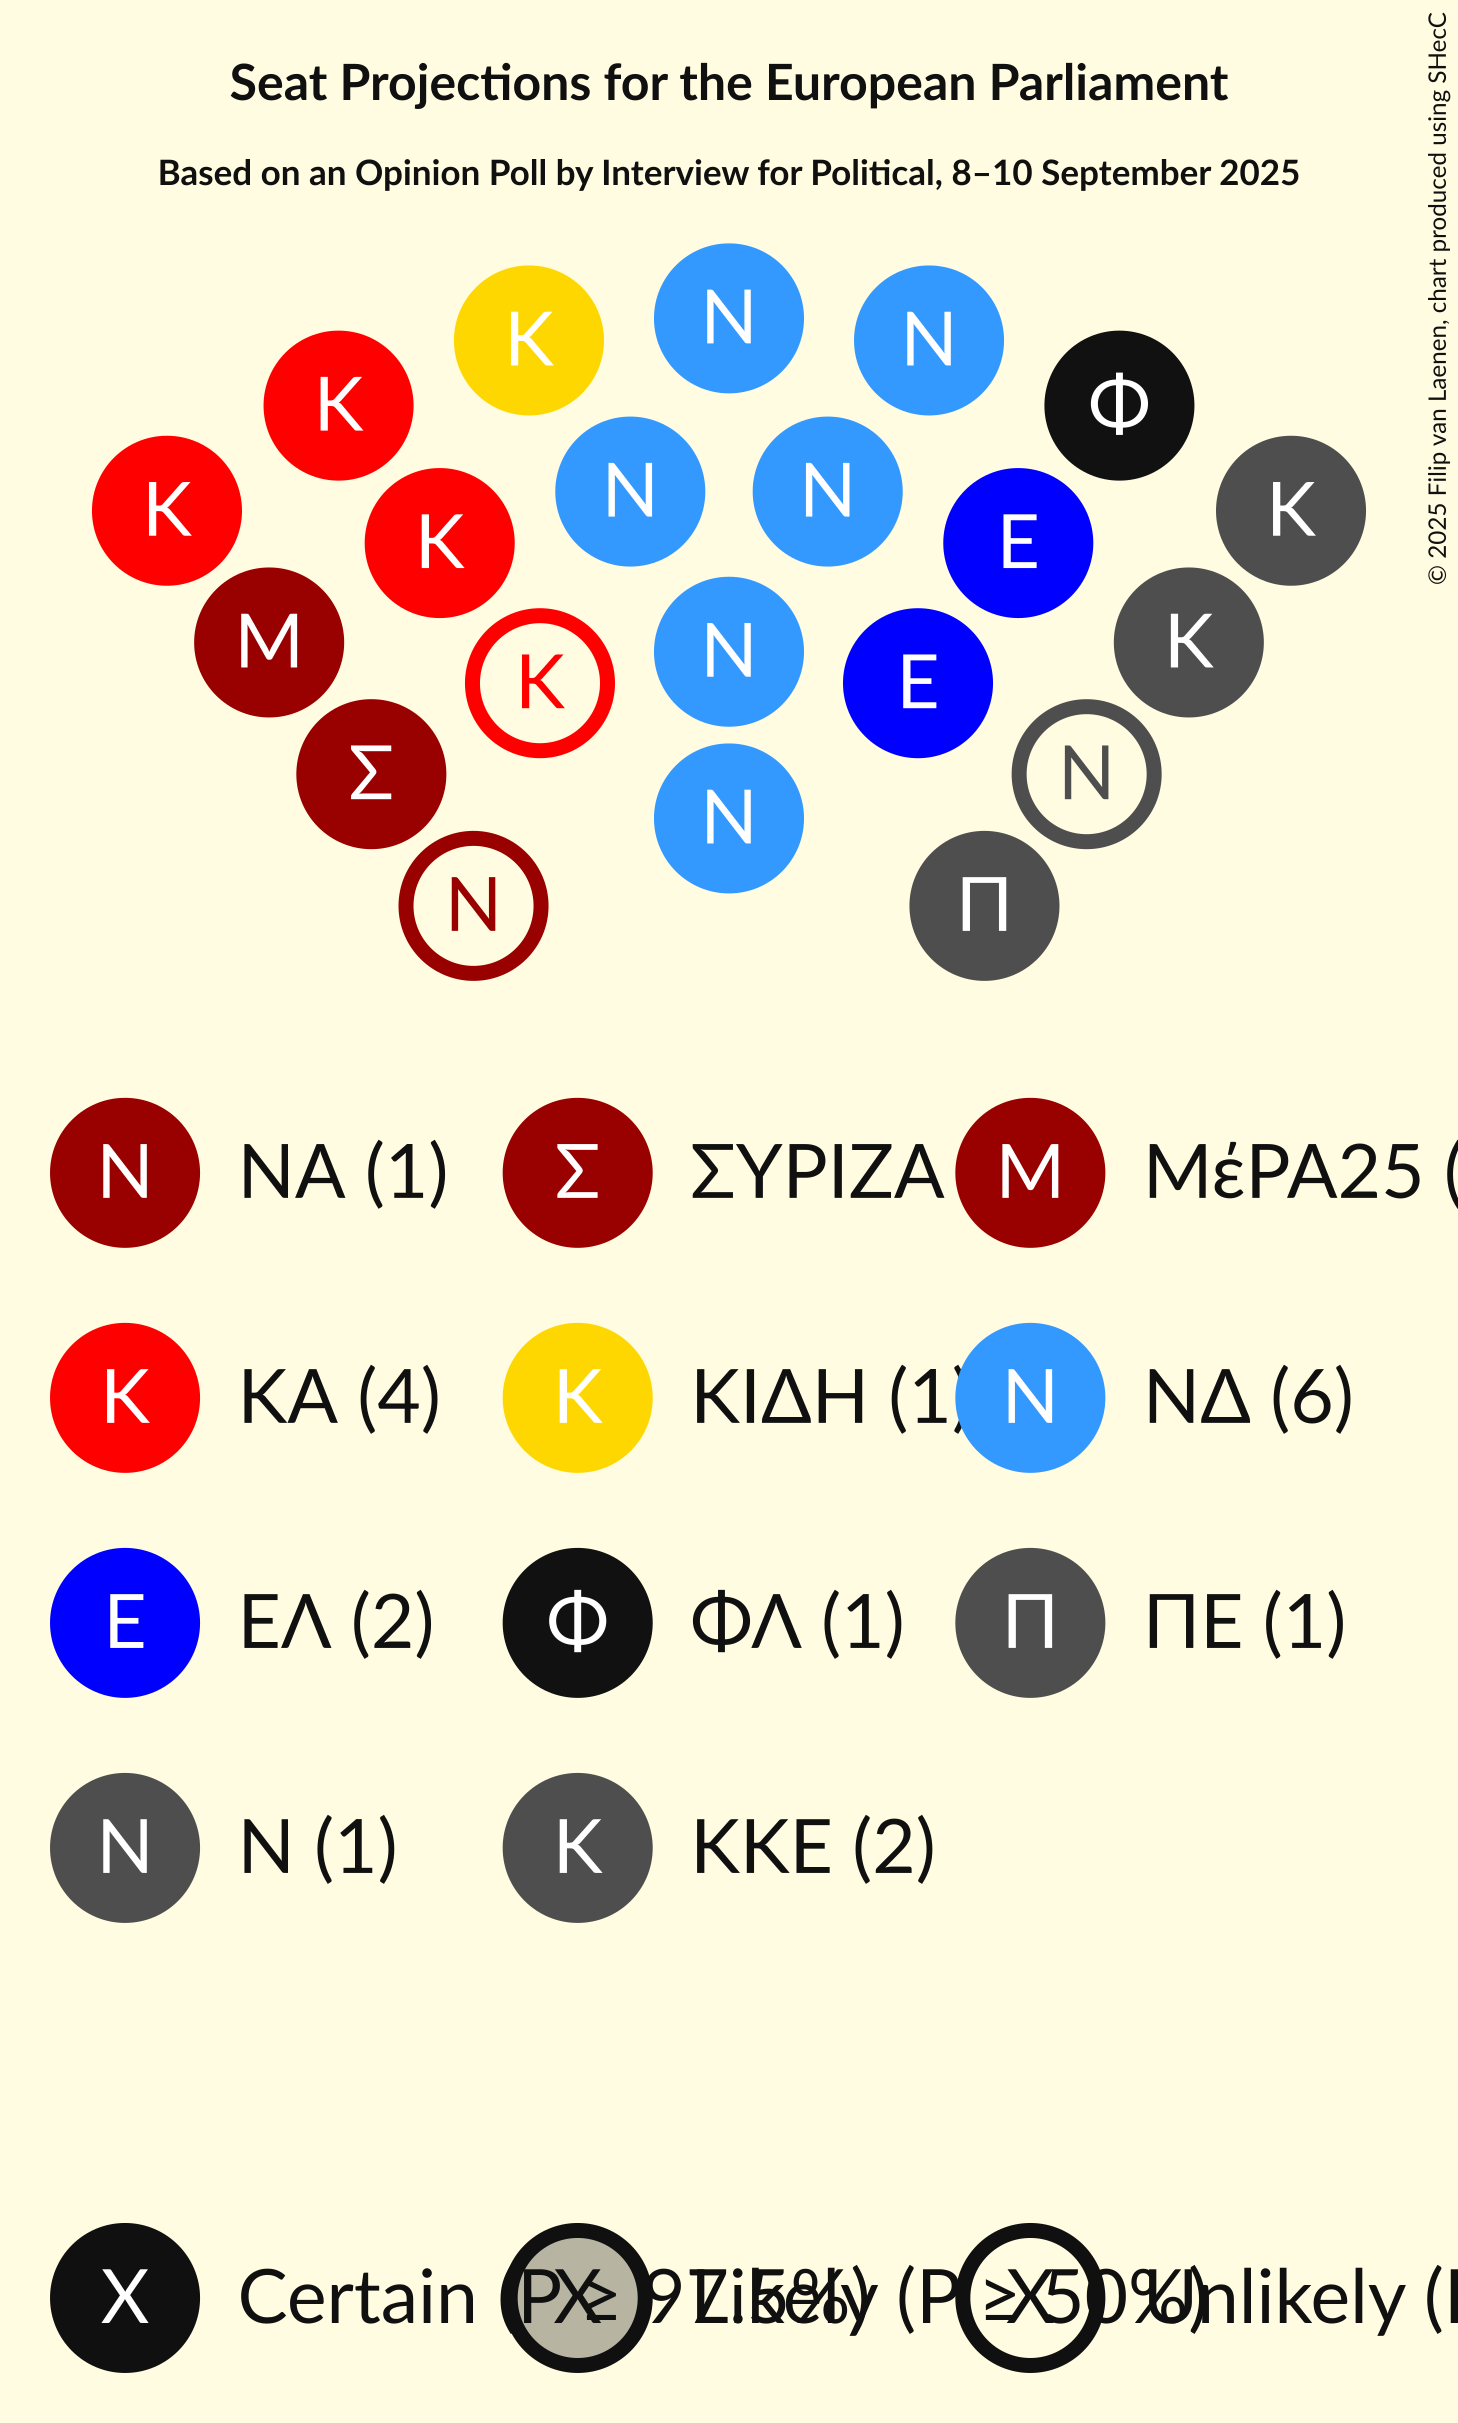 Seat Projections for the European Parliament
Based on an Opinion Poll by Interview for Political, 8–10 September 2025
© 2025 Filip van Laenen, chart produced using SHecC
Ν
Ν Ν
Κ Φ
Κ Κ
Κ Κ
Ν Ν
Κ Ε
Ν
Μ Κ
Κ Ε
Σ Ν
Ν
Ν Π
Ν ΝΑ (1) Σ ΣΥΡΙΖΑ Μ ΜέΡΑ25 (
Κ ΚΑ (4) Κ ΚΙΔΗ (1) Ν ΝΔ (6)
Ε ΕΛ (2) Φ ΦΛ (1) Π ΠΕ (1)
Ν Ν (1) Κ ΚΚΕ (2)
X Certain (P ≥ 97.5%) X Likely (P ≥ 50%) X Unlikely (